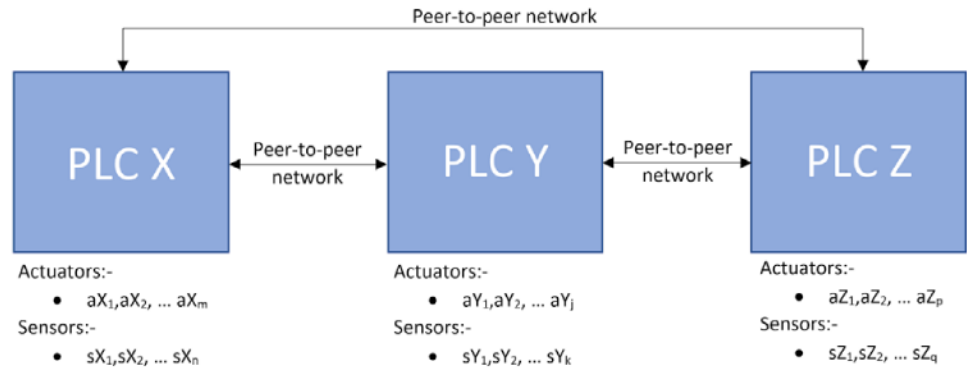 Peer-to-peer network
PLC X
Peer-to-peer
network
PLC Y
Peer-to-peer
network
PLC Z
Actuators:-
• aX₁,aX₂, ... aXₘ
Sensors:-
• sX₁,sX₂, ... sXₙ
Actuators:-
• aY₁,aY₂, ... aYⱼ
Sensors:-
• sY₁,sY₂, ... sYₖ
Actuators:-
• aZ₁,aZ₂, ... aZₚ
Sensors:-
• sZ₁,sZ₂, ... sZq